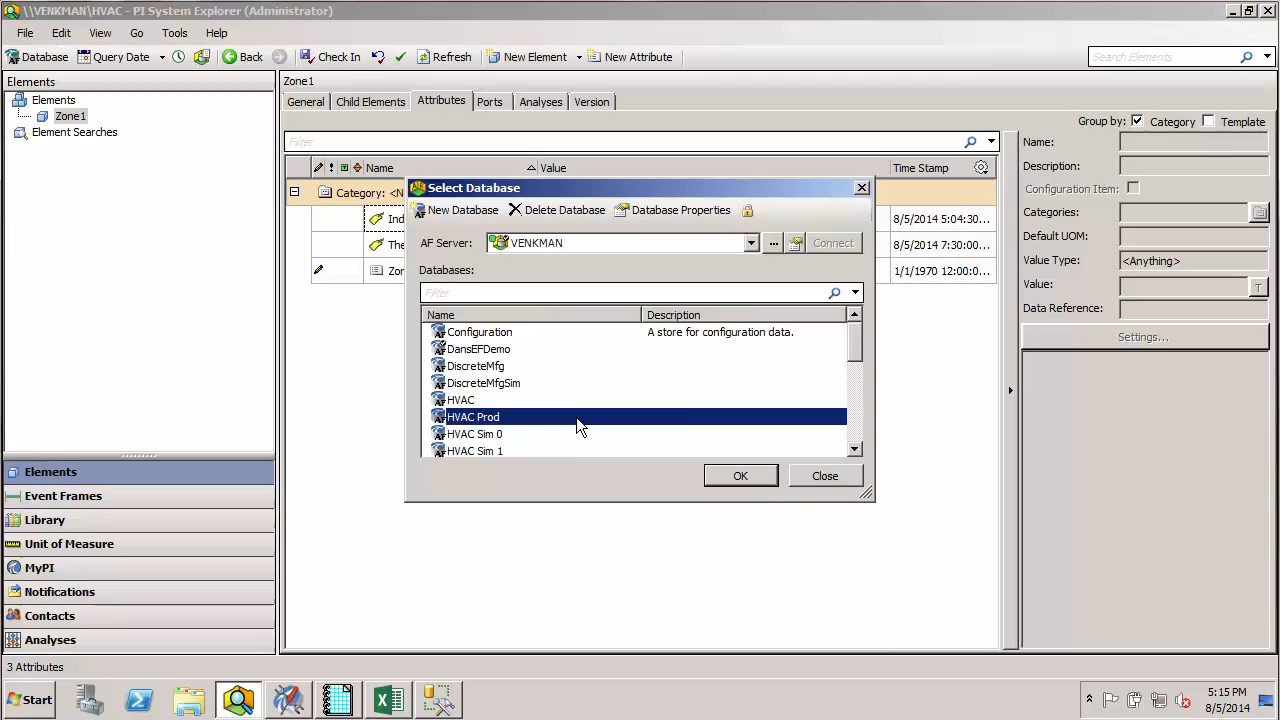 \\VENKMAN\HVAC - PI System Explorer (Administrator)
File Edit View Go Tools Help
Database Query Date Back Check In Refresh New Element New Attribute Search Elements
Elements
Elements
Zone1
Element Searches
Zone1
General Child Elements Attributes Ports Analyses Version
Group by: Category Template
Filter
Name Value Time Stamp
Category: <N
Ind 8/5/2014 5:04:30...
The 8/5/2014 7:30:00...
Zor 1/1/1970 12:00:0...
Select Database
New Database Delete Database Database Properties
AF Server: VENKMAN ... Connect
Databases:
Filter
Name Description
Configuration A store for configuration data.
DansEFDemo
DiscreteMfg
DiscreteMfgSim
HVAC
HVAC Prod
HVAC Sim 0
HVAC Sim 1
OK Close
Name:
Description:
Configuration Item:
Categories:
Default UOM:
Value Type: <Anything>
Value:
Data Reference:
Settings...
Elements
Event Frames
Library
Unit of Measure
MyPI
Notifications
Contacts
Analyses
3 Attributes
Start
5:15 PM
8/5/2014